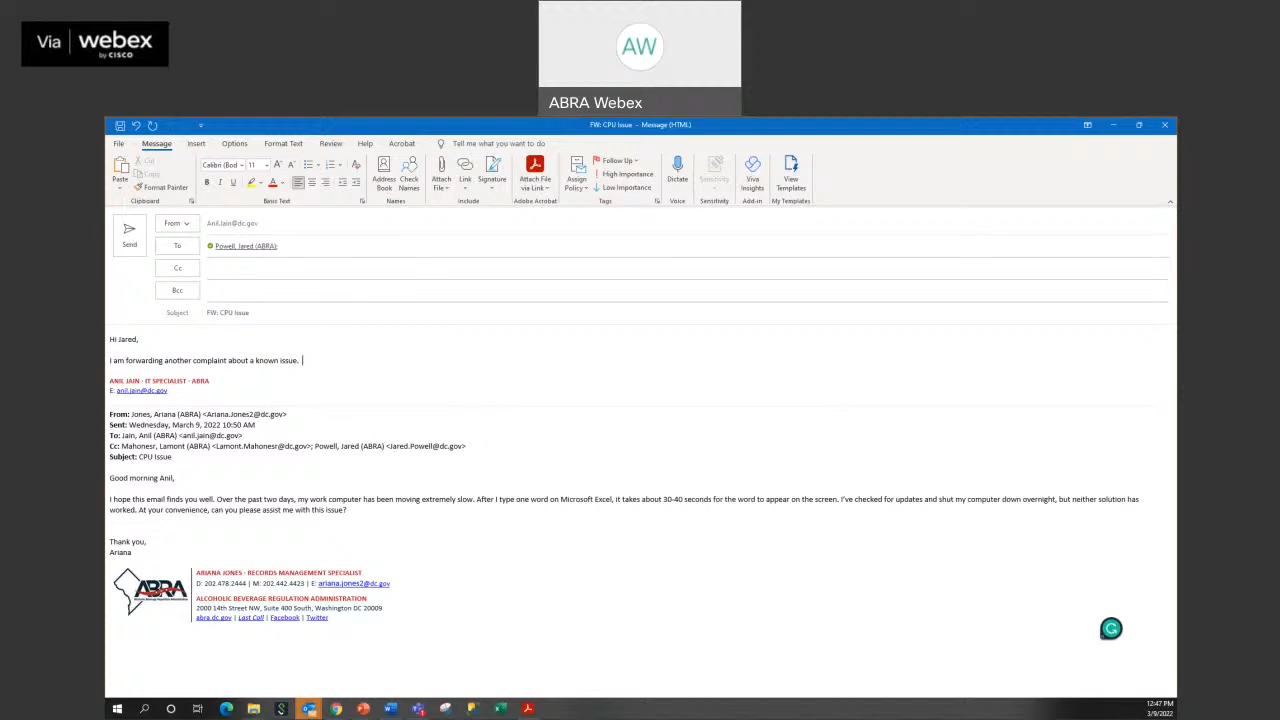 Via webex
by CISCO
AW
ABRA Webex
FW: CPU Issue - Message (HTML)
File Message Insert Options Format Text Review Help Acrobat Tell me what you want to do
Paste
Cut
Copy
Format Painter
Clipboard
Calibri (Bod 11
B I U
Basic Text
Address Book
Check Names
Names
Attach File
Link
Signature
Include
Attach File via Link
Adobe Acrobat
Assign Policy
Follow Up
High Importance
Low Importance
Tags
Dictate
Voice
Sensitivity
Sensitivity
Viva Insights
Add-in
View Templates
My Templates
Send
From Anil.Jain@dc.gov
To Powell, Jared (ABRA);
Cc
Bcc
Subject FW: CPU Issue
Hi Jared,
I am forwarding another complaint about a known issue.
ANIL JAIN · IT SPECIALIST · ABRA
E: anil.jain@dc.gov
From: Jones, Ariana (ABRA) <Ariana.Jones2@dc.gov>
Sent: Wednesday, March 9, 2022 10:50 AM
To: Jain, Anil (ABRA) <anil.jain@dc.gov>
Cc: Mahonesr, Lamont (ABRA) <Lamont.Mahonesr@dc.gov>; Powell, Jared (ABRA) <Jared.Powell@dc.gov>
Subject: CPU Issue
Good morning Anil,
I hope this email finds you well. Over the past two days, my work computer has been moving extremely slow. After I type one word on Microsoft Excel, it takes about 30-40 seconds for the word to appear on the screen. I've checked for updates and shut my computer down overnight, but neither solution has
worked. At your convenience, can you please assist me with this issue?
Thank you,
Ariana
ABRA
ARIANA JONES · RECORDS MANAGEMENT SPECIALIST
D: 202.478.2444 | M: 202.442.4423 | E: ariana.jones2@dc.gov
ALCOHOLIC BEVERAGE REGULATION ADMINISTRATION
2000 14th Street NW, Suite 400 South, Washington DC 20009
abra.dc.gov | Last Call | Facebook | Twitter
12:47 PM
3/9/2022